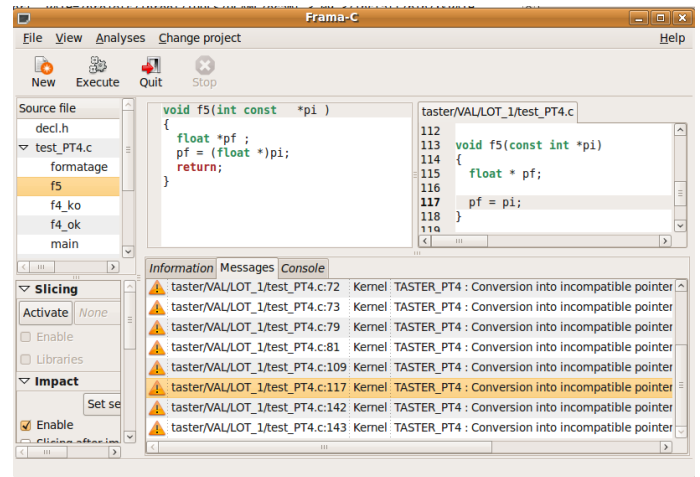 Frama-C
File View Analyses Change project Help
New Execute Quit Stop
Source file
decl.h
test_PT4.c
formatage
f5
f4_ko
f4_ok
main
void f5(int const *pi )
{
float *pf ;
pf = (float *)pi;
return;
}
taster/VAL/LOT_1/test_PT4.c
112
113 void f5(const int *pi)
114 {
115 float * pf;
116
117 pf = pi;
118 }
119
Slicing
Activate None
Enable
Libraries
Impact
Set se
Enable
Slicing after im
Information Messages Console
taster/VAL/LOT_1/test_PT4.c:72 Kernel TASTER_PT4 : Conversion into incompatible pointer
taster/VAL/LOT_1/test_PT4.c:73 Kernel TASTER_PT4 : Conversion into incompatible pointer
taster/VAL/LOT_1/test_PT4.c:79 Kernel TASTER_PT4 : Conversion into incompatible pointer
taster/VAL/LOT_1/test_PT4.c:81 Kernel TASTER_PT4 : Conversion into incompatible pointer
taster/VAL/LOT_1/test_PT4.c:109 Kernel TASTER_PT4 : Conversion into incompatible pointer
taster/VAL/LOT_1/test_PT4.c:117 Kernel TASTER_PT4 : Conversion into incompatible pointer
taster/VAL/LOT_1/test_PT4.c:142 Kernel TASTER_PT4 : Conversion into incompatible pointer
taster/VAL/LOT_1/test_PT4.c:143 Kernel TASTER_PT4 : Conversion into incompatible pointer